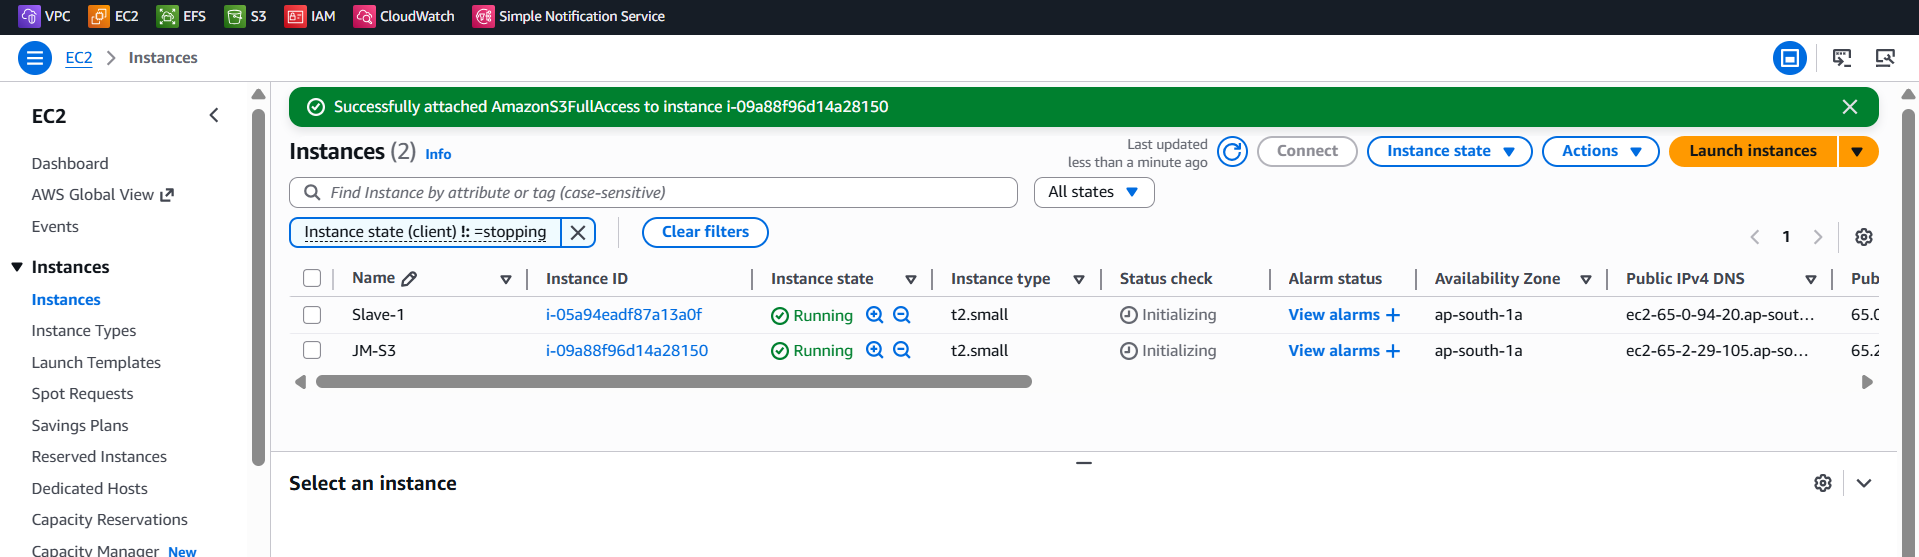 VPC EC2 EFS S3 IAM CloudWatch Simple Notification Service
EC2 Instances
EC2
Dashboard
AWS Global View
Events
Instances
Instances
Instance Types
Launch Templates
Spot Requests
Savings Plans
Reserved Instances
Dedicated Hosts
Capacity Reservations
Capacity Manager New
Successfully attached AmazonS3FullAccess to instance i-09a88f96d14a28150
Instances (2) Info
Last updated
less than a minute ago
Connect Instance state Actions Launch instances
Find Instance by attribute or tag (case-sensitive) All states
Instance state (client) !: =stopping Clear filters
1
Name Instance ID Instance state Instance type Status check Alarm status Availability Zone Public IPv4 DNS Pub
Slave-1 i-05a94eadf87a13a0f Running t2.small Initializing View alarms + ap-south-1a ec2-65-0-94-20.ap-sout... 65.0
JM-S3 i-09a88f96d14a28150 Running t2.small Initializing View alarms + ap-south-1a ec2-65-2-29-105.ap-so... 65.2
Select an instance